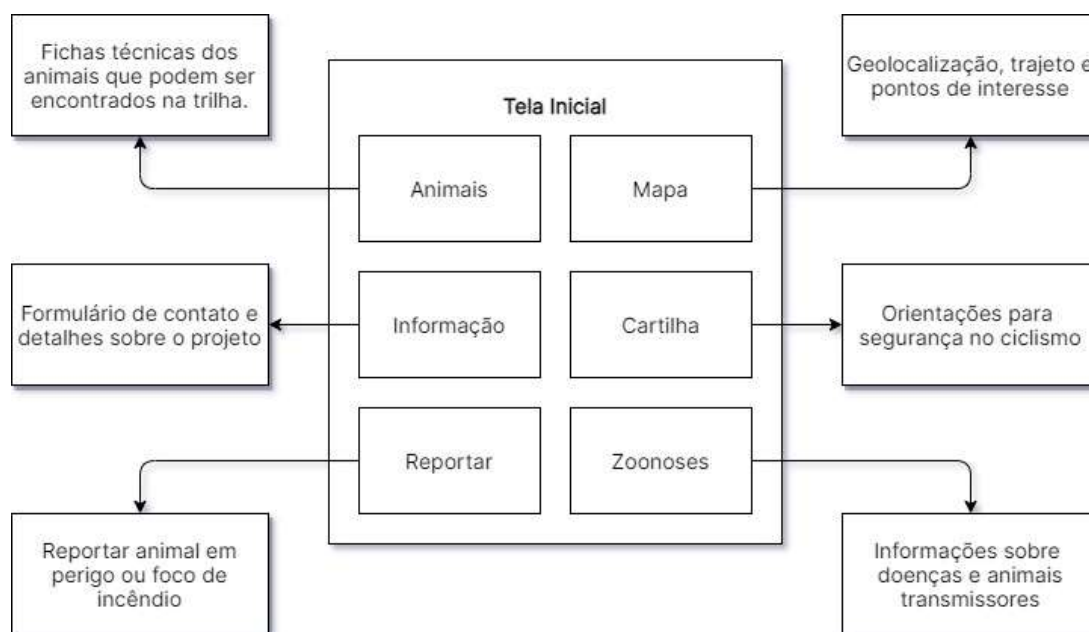 Fichas técnicas dos
animais que podem ser
encontrados na trilha.
Geolocalização, trajeto e
pontos de interesse
Tela Inicial
Animais
Mapa
Formulário de contato e
detalhes sobre o projeto
Informação
Cartilha
Orientações para
segurança no ciclismo
Reportar
Zoonoses
Reportar animal em
perigo ou foco de
incêndio
Informações sobre
doenças e animais
transmissores